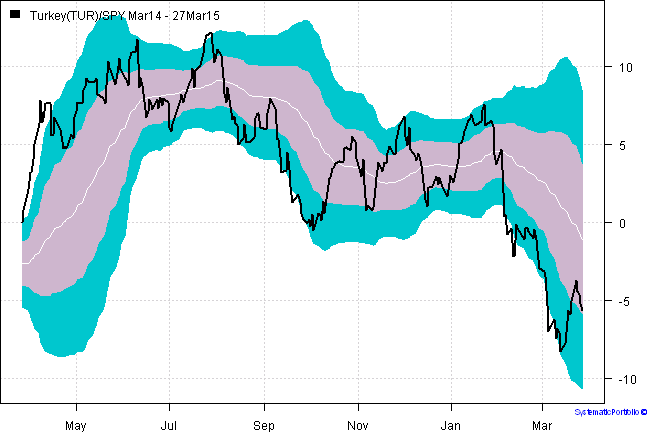 Turkey(TUR)/SPY Mar14 - 27Mar15
10
5
0
-5
-10
May Jul Sep Nov Jan Mar
SystematicPortfolio ©